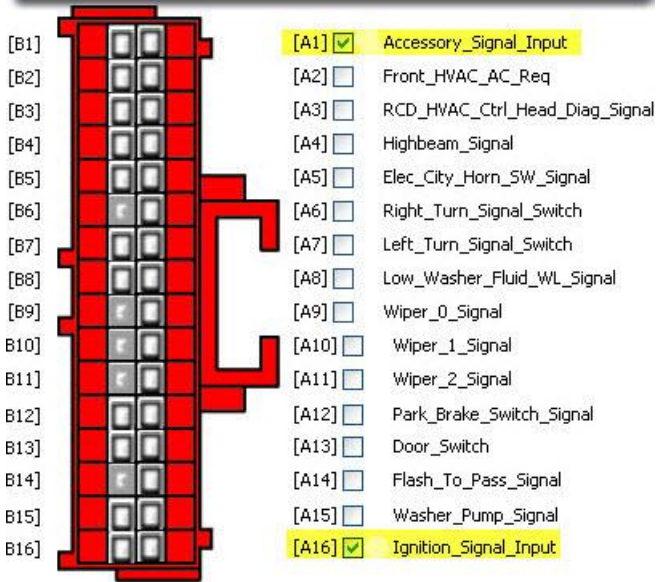 [B1] [A1] Accessory_Signal_Input
[B2] [A2] Front_HVAC_AC_Req
[B3] [A3] RCD_HVAC_Ctrl_Head_Diag_Signal
[B4] [A4] Highbeam_Signal
[B5] [A5] Elec_City_Horn_SW_Signal
[B6] [A6] Right_Turn_Signal_Switch
[B7] [A7] Left_Turn_Signal_Switch
[B8] [A8] Low_Washer_Fluid_WL_Signal
[B9] [A9] Wiper_0_Signal
B10] [A10] Wiper_1_Signal
B11] [A11] Wiper_2_Signal
B12] [A12] Park_Brake_Switch_Signal
B13] [A13] Door_Switch
B14] [A14] Flash_To_Pass_Signal
B15] [A15] Washer_Pump_Signal
B16] [A16] Ignition_Signal_Input